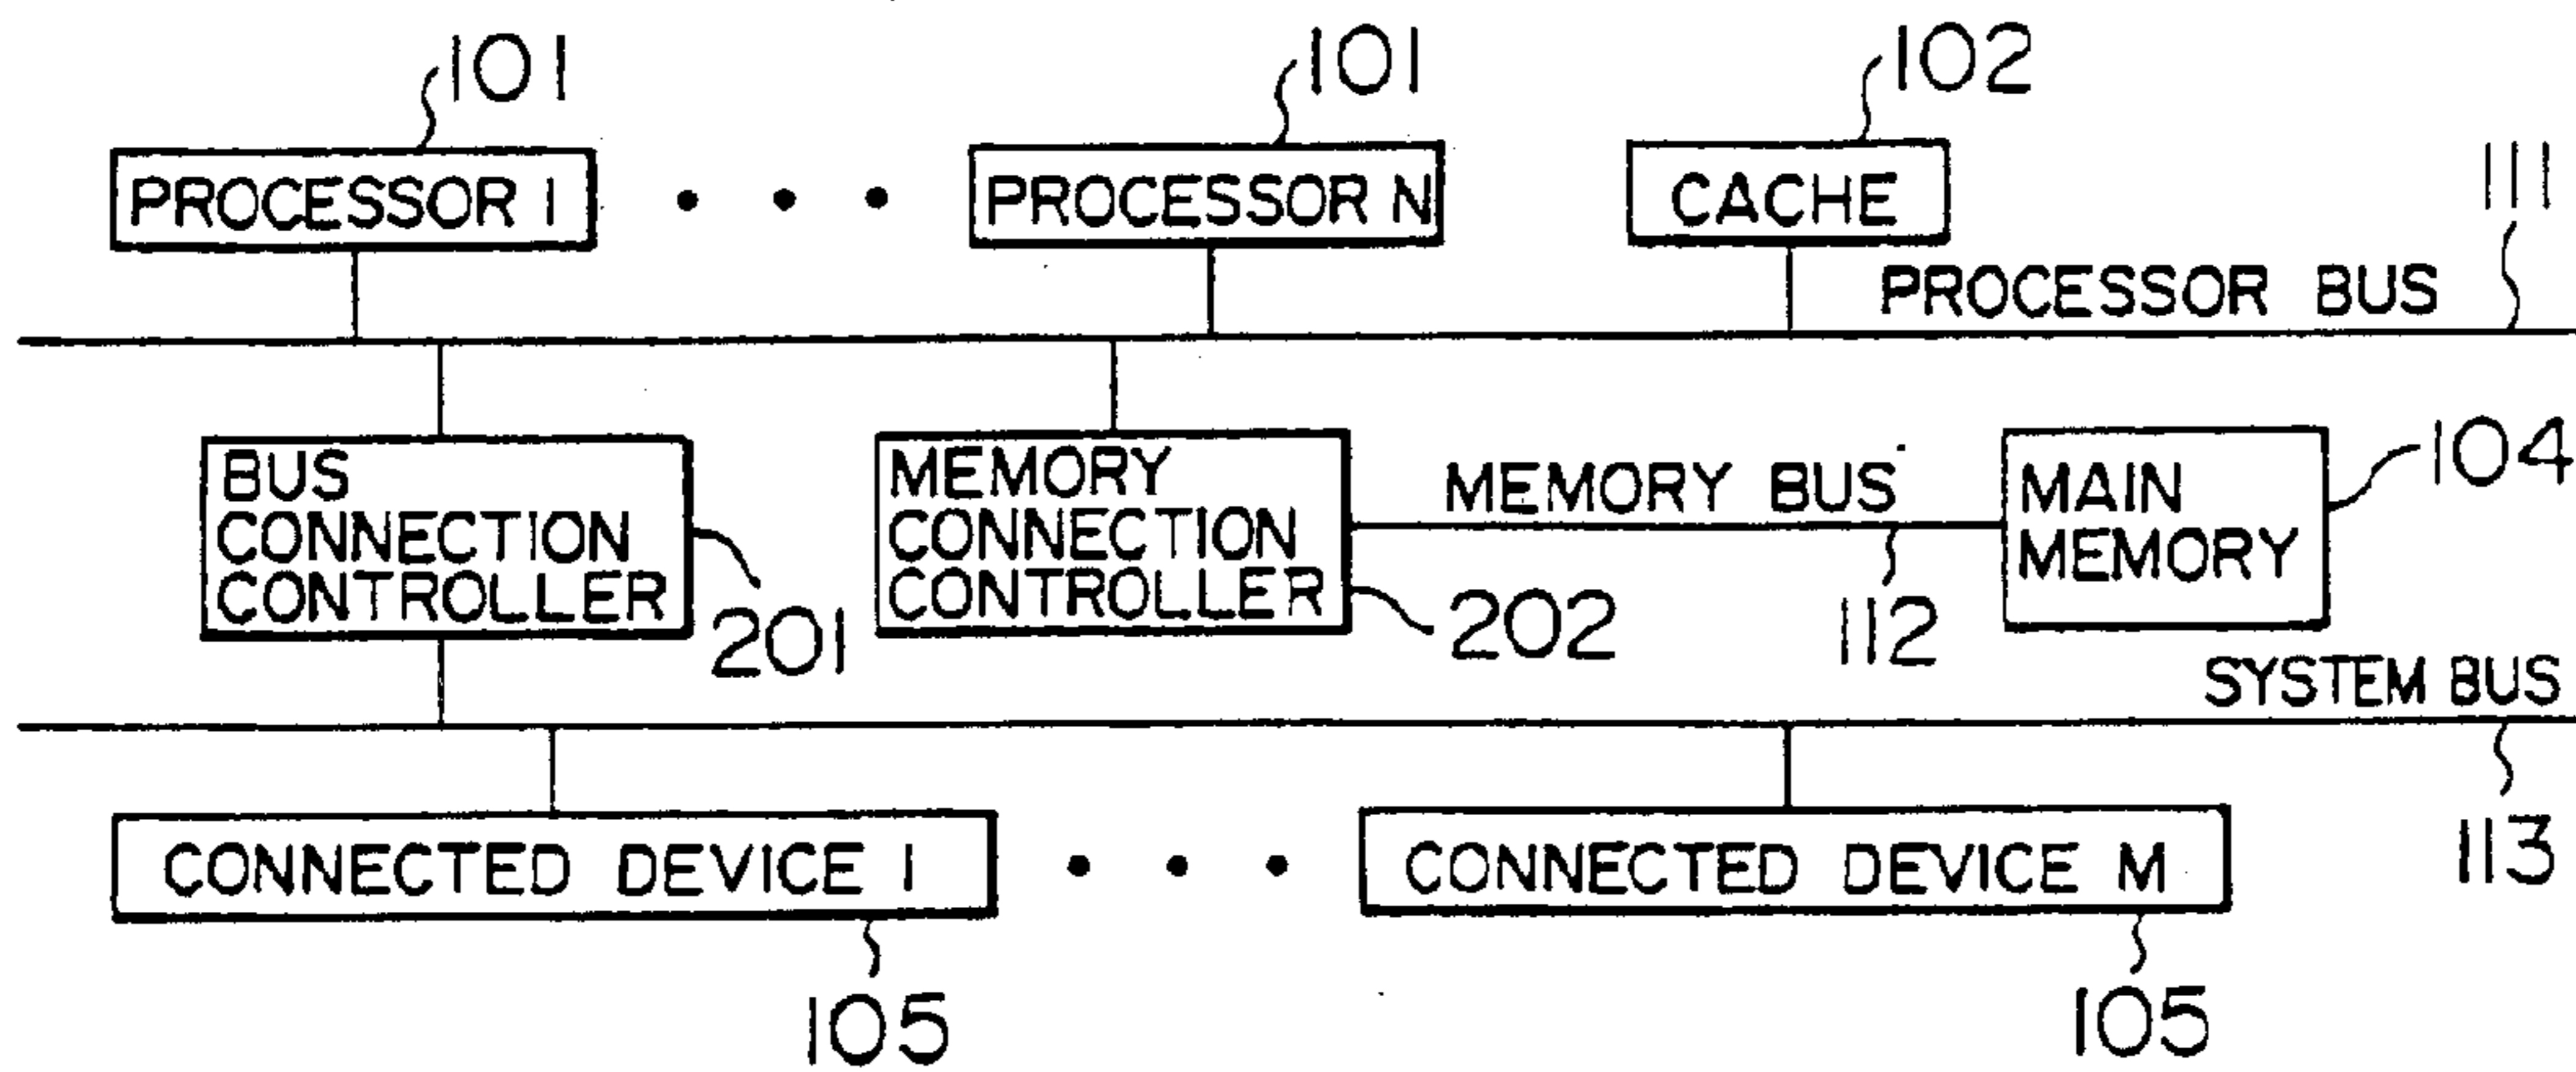 101
101
102
PROCESSOR 1
• • •
PROCESSOR N
CACHE
111
PROCESSOR BUS
BUS
CONNECTION
CONTROLLER
201
MEMORY
CONNECTION
CONTROLLER
202
MEMORY BUS
112
MAIN
MEMORY
104
SYSTEM BUS
113
CONNECTED DEVICE 1
• • •
CONNECTED DEVICE M
105
105